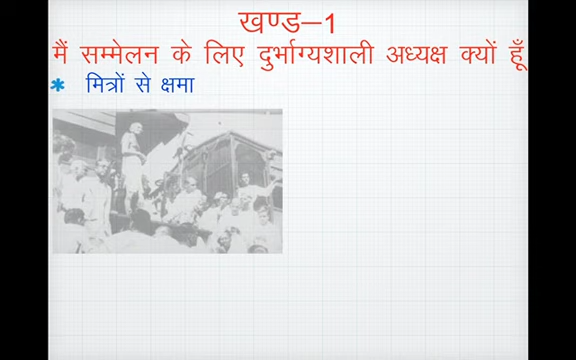 खण्ड–1
मैं सम्मेलन के लिए दुर्भाग्यशाली अध्यक्ष क्यों हूँ
* मित्रों से क्षमा